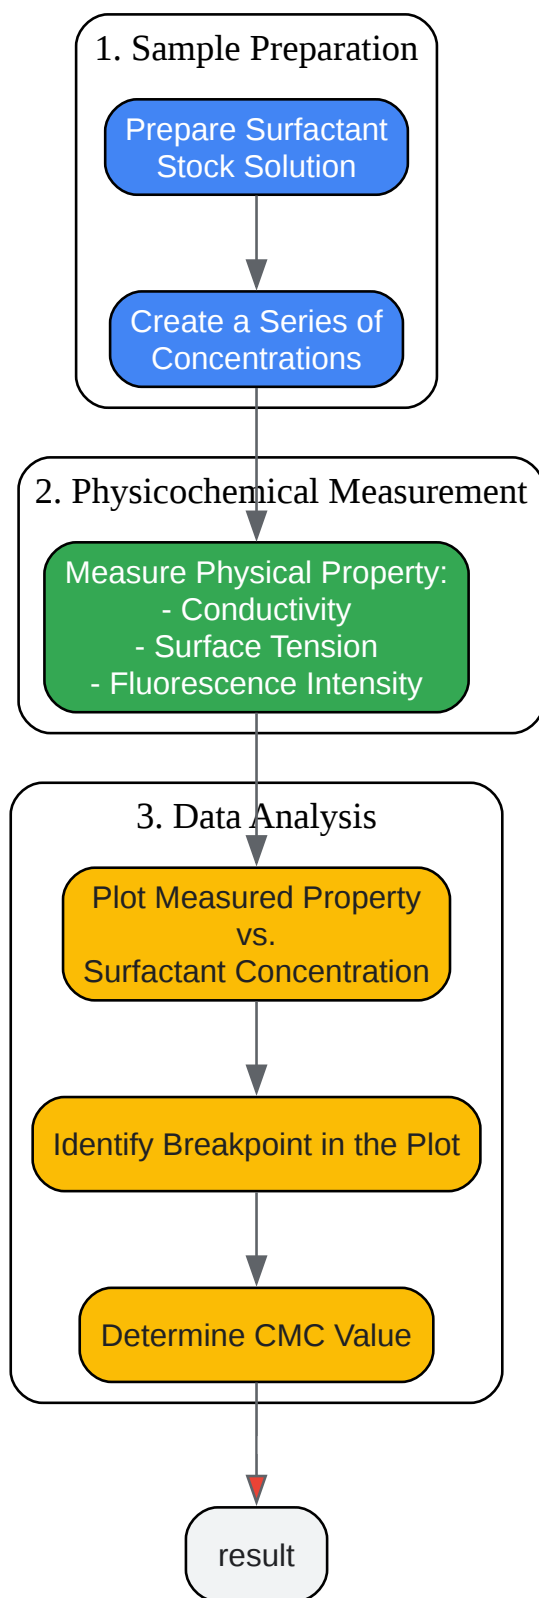 1. Sample Preparation
Prepare Surfactant
Stock Solution
Create a Series of
Concentrations
2. Physicochemical Measurement
Measure Physical Property:
- Conductivity
- Surface Tension
- Fluorescence Intensity
3. Data Analysis
Plot Measured Property
vs.
Surfactant Concentration
Identify Breakpoint in the Plot
Determine CMC Value
result